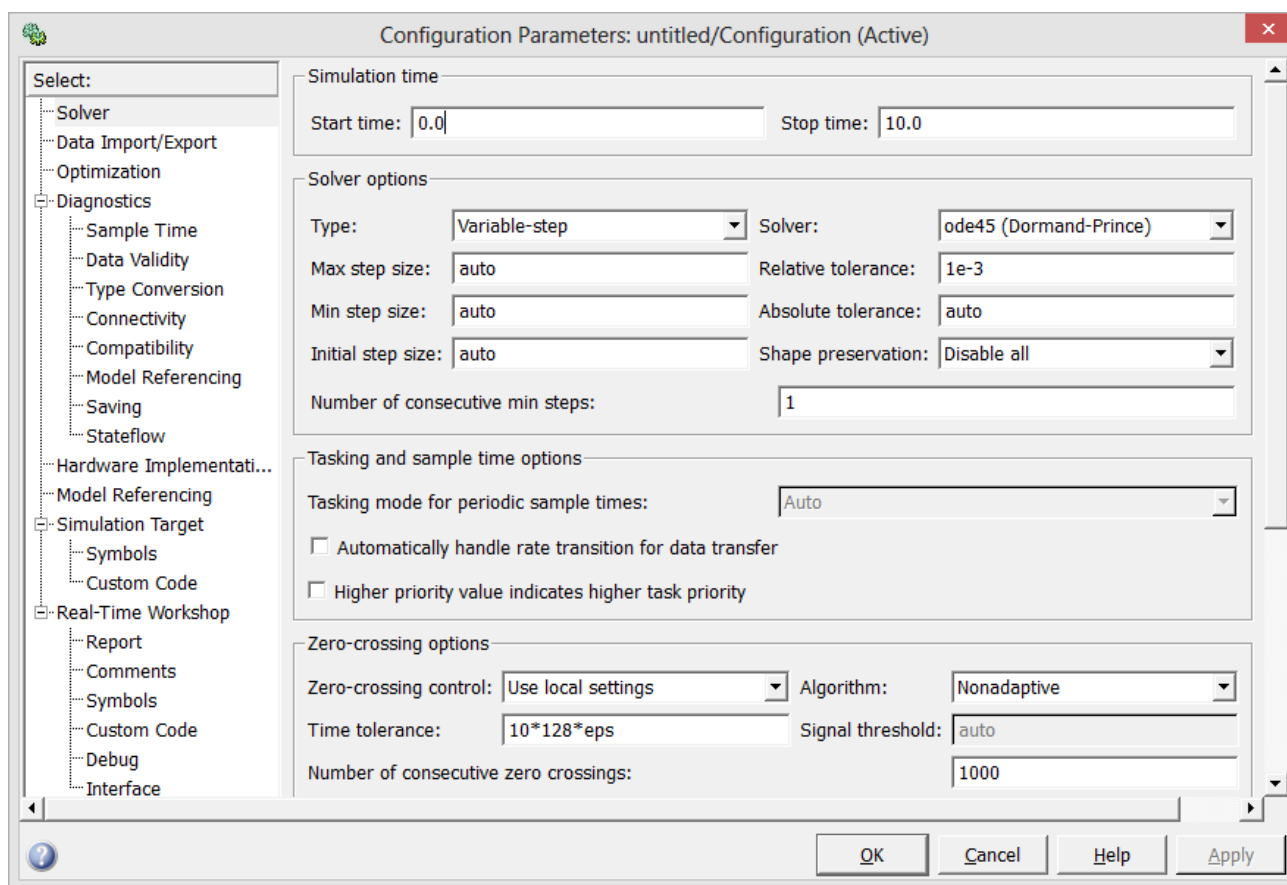 Configuration Parameters: untitled/Configuration (Active)
Select:
Solver
Data Import/Export
Optimization
Diagnostics
Sample Time
Data Validity
Type Conversion
Connectivity
Compatibility
Model Referencing
Saving
Stateflow
Hardware Implementati...
Model Referencing
Simulation Target
Symbols
Custom Code
Real-Time Workshop
Report
Comments
Symbols
Custom Code
Debug
Interface
Simulation time
Start time: 0.0 Stop time: 10.0
Solver options
Type: Variable-step Solver: ode45 (Dormand-Prince)
Max step size: auto Relative tolerance: 1e-3
Min step size: auto Absolute tolerance: auto
Initial step size: auto Shape preservation: Disable all
Number of consecutive min steps: 1
Tasking and sample time options
Tasking mode for periodic sample times: Auto
Automatically handle rate transition for data transfer
Higher priority value indicates higher task priority
Zero-crossing options
Zero-crossing control: Use local settings Algorithm: Nonadaptive
Time tolerance: 10*128*eps Signal threshold: auto
Number of consecutive zero crossings: 1000
OK Cancel Help Apply